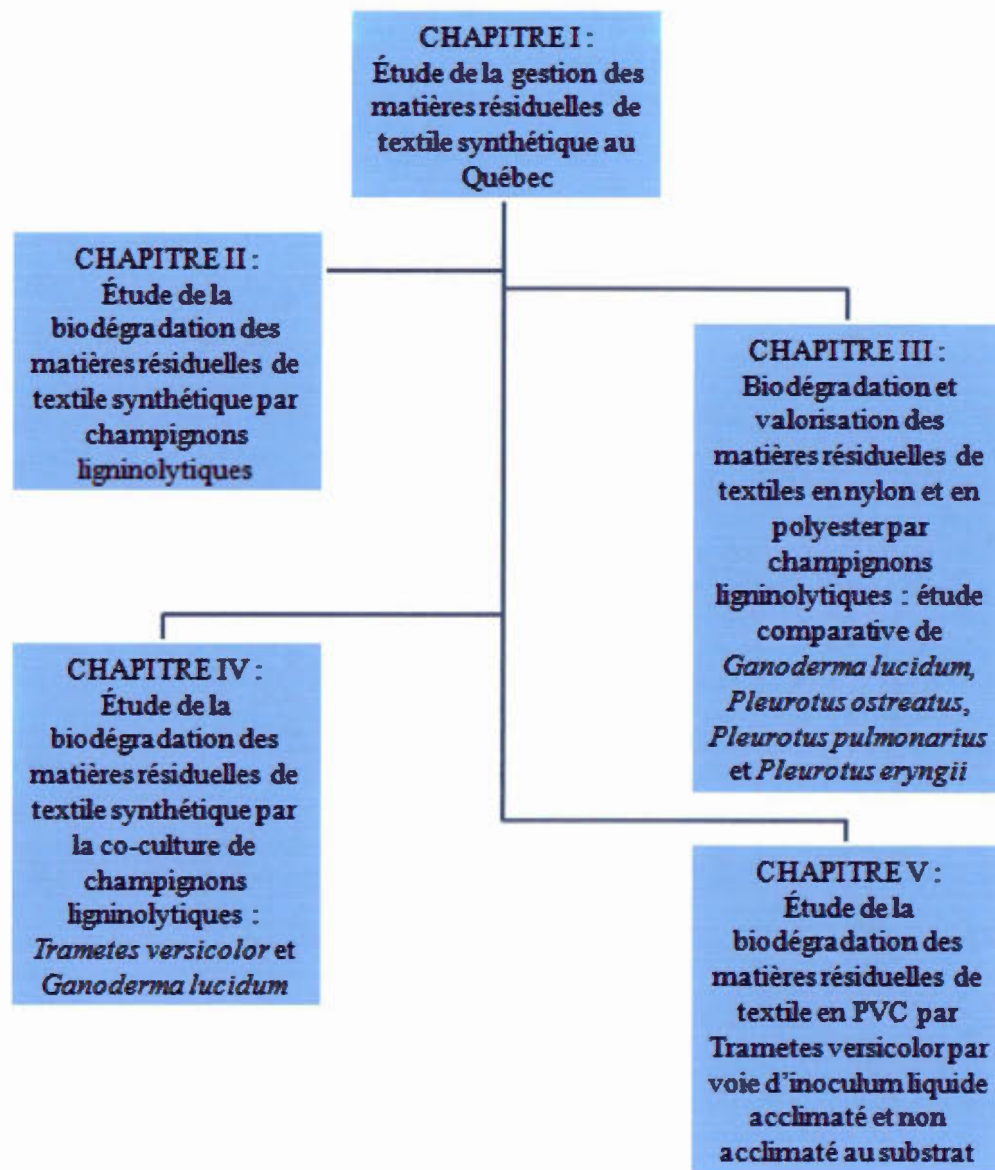 CHAPITRE I :
Étude de la gestion des
matières résiduelles de
textile synthétique au
Québec
CHAPITRE II :
Étude de la
biodégradation des
matières résiduelles de
textile synthétique par
champignons
ligninolytiques
CHAPITRE III :
Biodégradation et
valorisation des
matières résiduelles de
textiles en nylon et en
polyester par
champignons
ligninolytiques : étude
comparative de
Ganoderma lucidum,
Pleurotus ostreatus,
Pleurotus pulmonarius
et Pleurotus eryngii
CHAPITRE IV :
Étude de la
biodégradation des
matières résiduelles de
textile synthétique par
la co-culture de
champignons
ligninolytiques :
Trametes versicolor et
Ganoderma lucidum
CHAPITRE V :
Étude de la
biodégradation des
matières résiduelles de
textile en PVC par
Trametes versicolor par
voie d'inoculum liquide
acclimaté et non
acclimaté au substrat